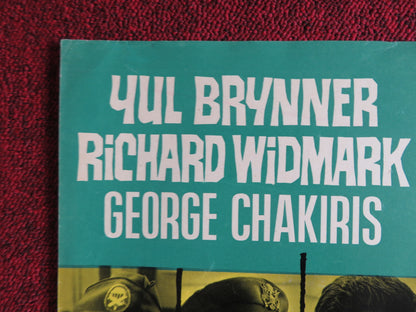 YUL BRYNNER
RiCHARD WiDMARK
GEORGE CHAKIRIS